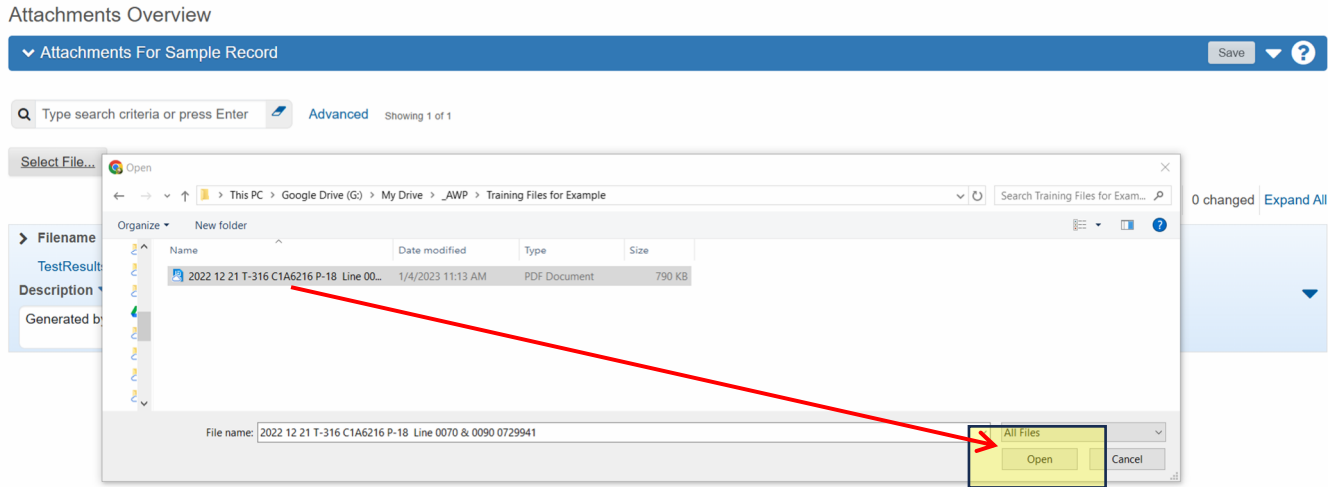 Attachments Overview
Attachments For Sample Record
Save
?
Type search criteria or press Enter
Advanced
Showing 1 of 1
Select File...
Open
This PC > Google Drive (G:) > My Drive > _AWP > Training Files for Example
Search Training Files for Exam...
0 changed
Expand All
Organize
New folder
?
Filename
Name
Date modified
Type
Size
TestResults
2022 12 21 T-316 C1A6216 P-18 Line 00...
1/4/2023 11:13 AM
PDF Document
790 KB
Description
Generated by
File name:
2022 12 21 T-316 C1A6216 P-18 Line 0070 & 0090 0729941
All Files
Open
Cancel